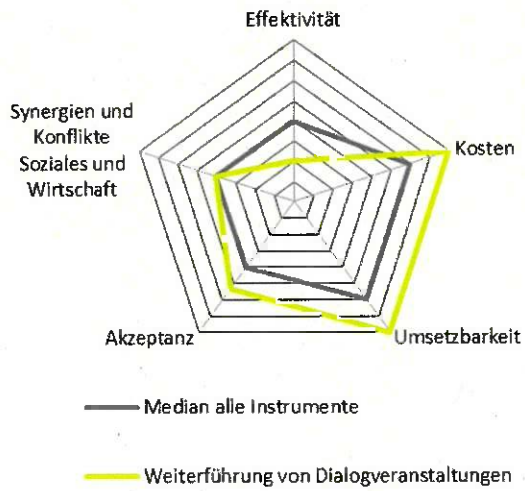 Effektivität
Synergien und
Konflikte
Soziales und
Wirtschaft
Kosten
Akzeptanz
Umsetzbarkeit
Median alle Instrumente
Weiterführung von Dialogveranstaltungen